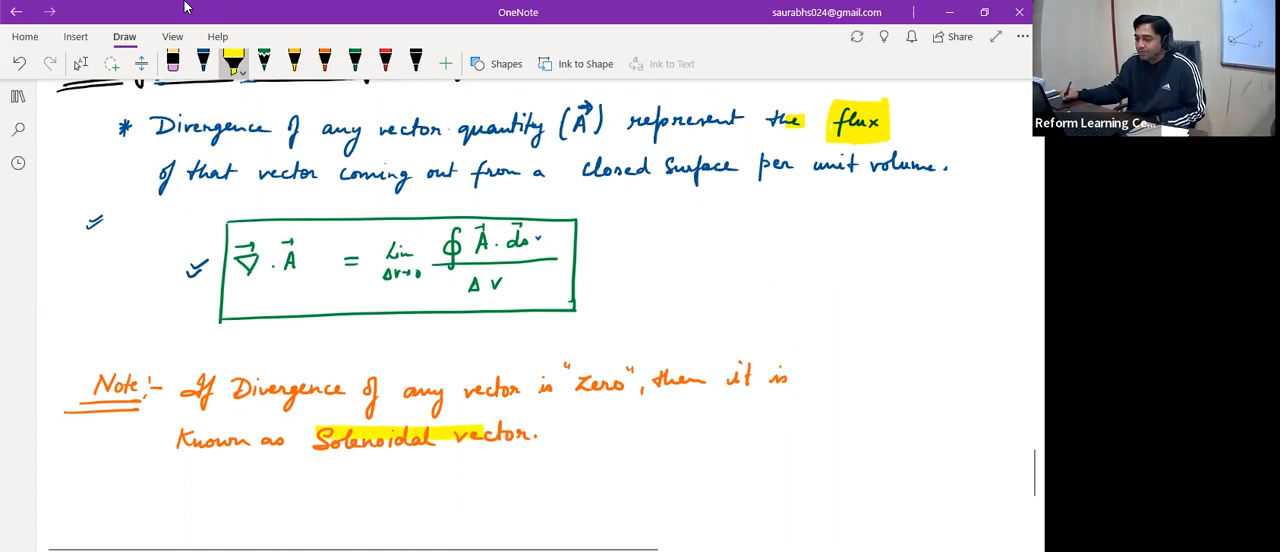 OneNote
saurabhs024@gmail.com
Home Insert Draw View Help
Share
Shapes
Ink to Shape
Ink to Text
Reform Learning Ce...
* Divergence of any vector quantity (A⃗) represent the flux
of that vector coming out from a closed surface per unit volume.
∇⃗ . A⃗ = Lim Δv→0 ∮ A⃗ . ds⃗ / Δv
Note :- If Divergence of any vector is "Zero", then it is
Known as Solenoidal vector.